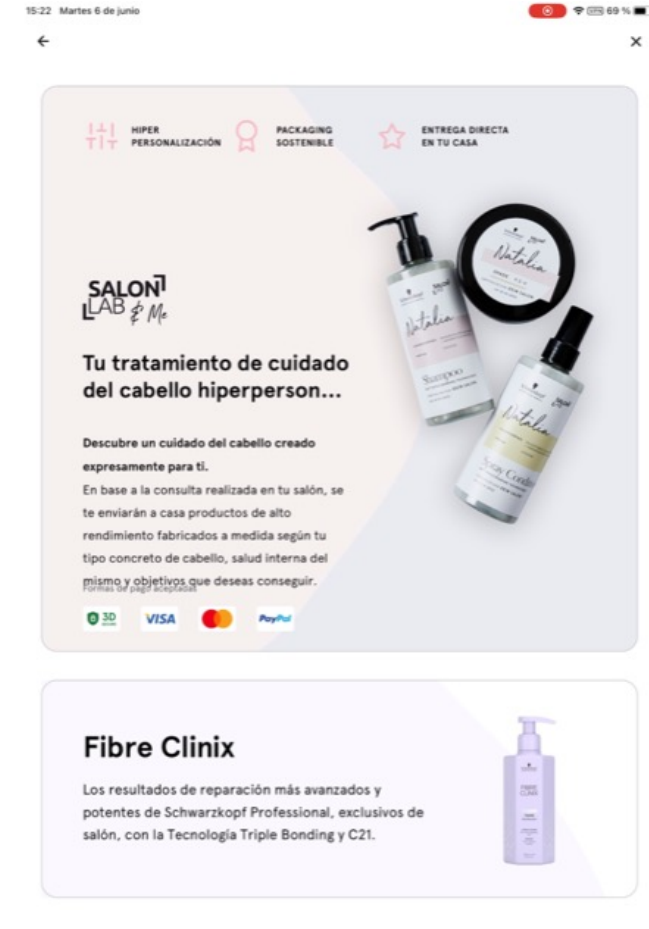 15:22 Martes 6 de junio
VPN 69 %
HIPER
PERSONALIZACIÓN
PACKAGING
SOSTENIBLE
ENTREGA DIRECTA
EN TU CASA
SALON
LAB & Me
Tu tratamiento de cuidado
del cabello hiperperson...
Descubre un cuidado del cabello creado
expresamente para ti.
En base a la consulta realizada en tu salón, se
te enviarán a casa productos de alto
rendimiento fabricados a medida según tu
tipo concreto de cabello, salud interna del
mismo y objetivos que deseas conseguir.
Formas de pago aceptadas
3D
VISA
PayPal
Natalia
Natalia
Shampoo
Natalia
Spray Condit
Fibre Clinix
Los resultados de reparación más avanzados y
potentes de Schwarzkopf Professional, exclusivos de
salón, con la Tecnología Triple Bonding y C21.
FIBRE
CLINIX